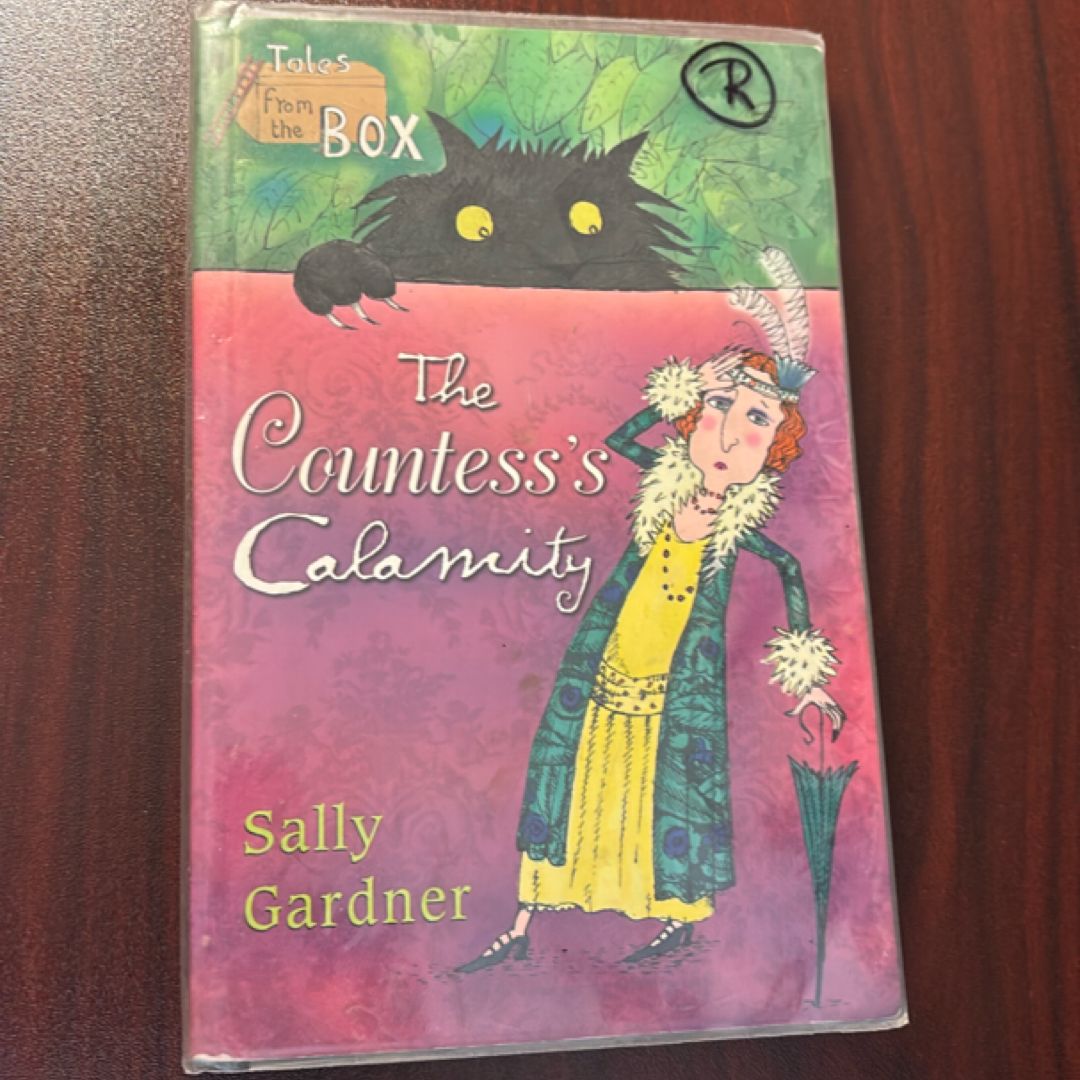 Tales
from
the BOX
R
The
Countess's
Calamity
Sally
Gardner